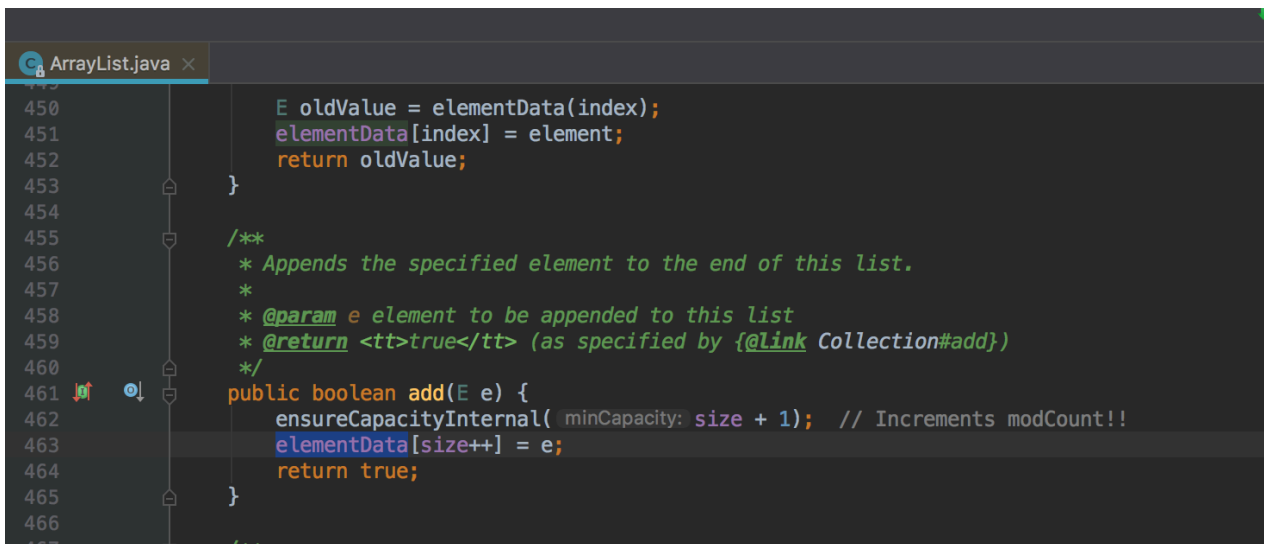 ArrayList.java
450 E oldValue = elementData(index);
451 elementData[index] = element;
452 return oldValue;
453 }
454
455 /**
456 * Appends the specified element to the end of this list.
457 *
458 * @param e element to be appended to this list
459 * @return <tt>true</tt> (as specified by {@link Collection#add})
460 */
461 public boolean add(E e) {
462 ensureCapacityInternal( minCapacity: size + 1);  // Increments modCount!!
463 elementData[size++] = e;
464 return true;
465 }
466